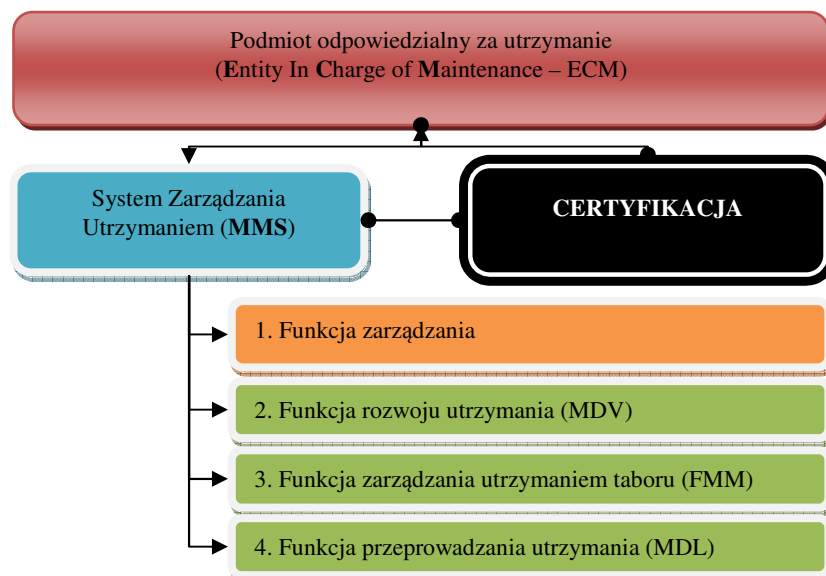 Podmiot odpowiedzialny za utrzymanie
(Entity In Charge of Maintenance – ECM)
System Zarządzania
Utrzymaniem (MMS)
CERTYFIKACJA
1. Funkcja zarządzania
2. Funkcja rozwoju utrzymania (MDV)
3. Funkcja zarządzania utrzymaniem taboru (FMM)
4. Funkcja przeprowadzania utrzymania (MDL)